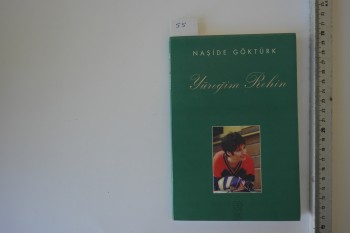 55
NAŞİDE GÖKTÜRK
Yüreğim Rehin